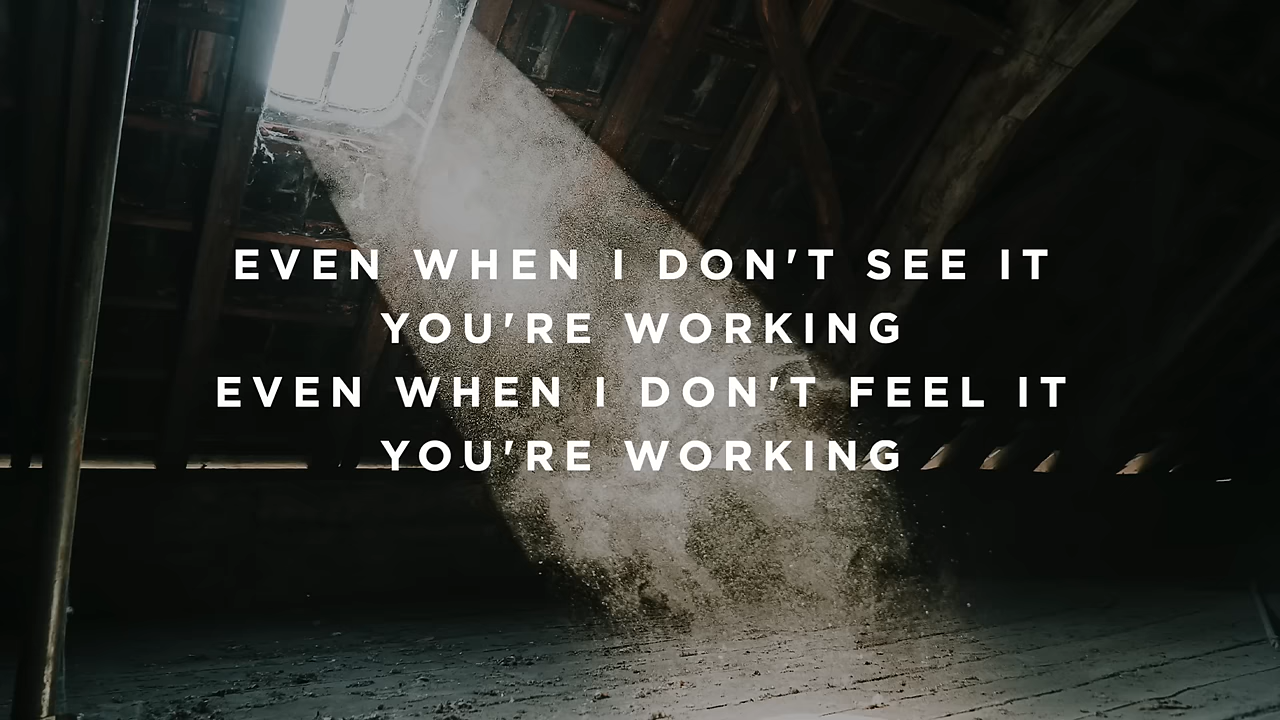 EVEN WHEN I DON'T SEE IT
YOU'RE WORKING
EVEN WHEN I DON'T FEEL IT
YOU'RE WORKING